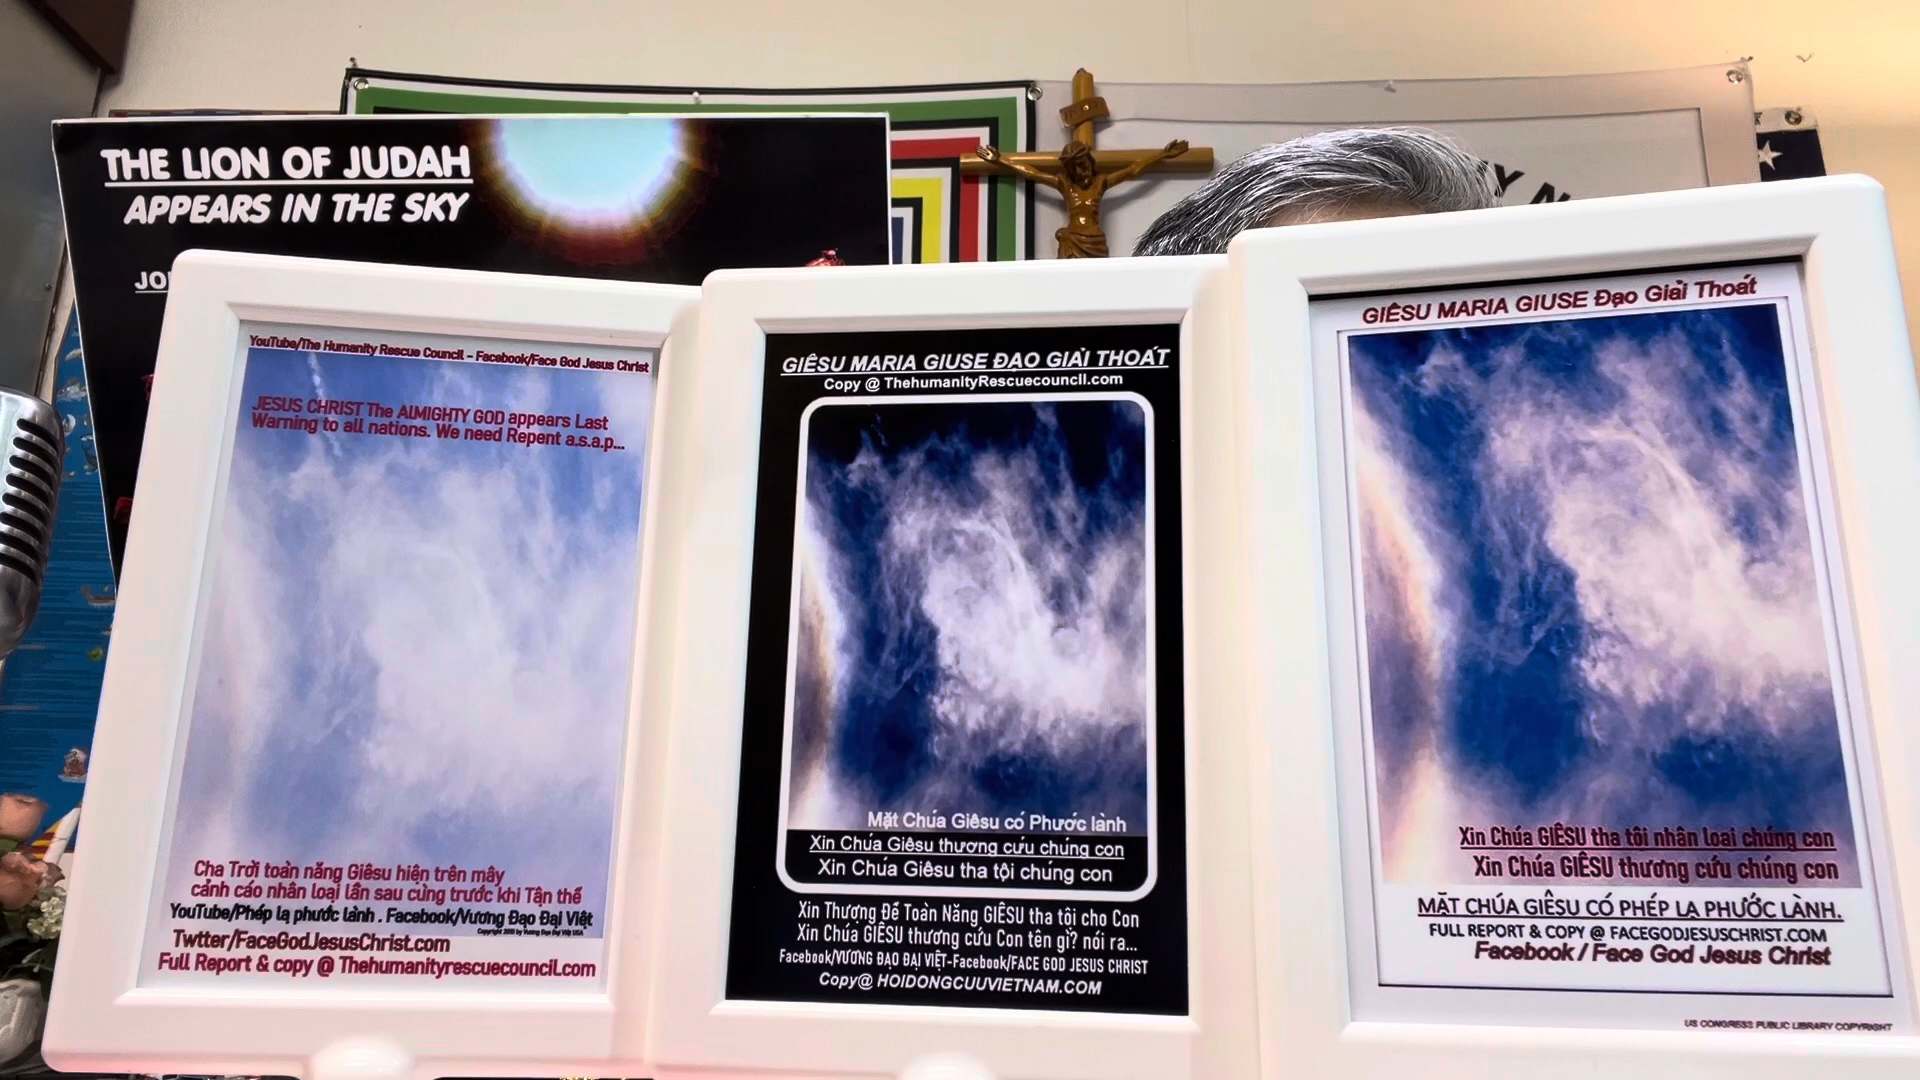 THE LION OF JUDAH
APPEARS IN THE SKY
YouTube/The Humanity Rescue Council - Facebook/Face God Jesus Christ
JESUS CHRIST The ALMIGHTY GOD appears Last
Warning to all nations. We need Repent a.s.a.p...
Cha Trời toàn năng Giêsu hiện trên mây
cảnh cáo nhân loại lần sau cùng trước khi Tận thế
YouTube/Phép lạ phước lành . Facebook/Vương Đạo Đại Việt
Copyright 2019 by Vương Đạo Đại Việt USA
Twtter/FaceGodJesusChrist.com
Full Report & copy @ Thehumanityrescuecouncil.com
GIÊSU MARIA GIUSE ĐẠO GIẢI THOÁT
Copy @ ThehumanityRescuecouncil.com
Mặt Chúa Giêsu có Phước lành
Xin Chúa Giêsu thương cứu chúng con
Xin Chúa Giêsu tha tội chúng con
Xin Thượng Đế Toàn Năng GIÊSU tha tội cho Con
Xin Chúa GIÊSU thương cứu Con tên gì? nói ra...
Facebook/VƯƠNG ĐẠO ĐẠI VIỆT-Facebook/FACE GOD JESUS CHRIST
Copy@ HOIDONGCUUVIETNAM.COM
GIÊSU MARIA GIUSE Đạo Giải Thoát
Xin Chúa GIÊSU tha tội nhân loại chúng con
Xin Chúa GIÊSU thương cứu chúng con
MẶT CHÚA GIÊSU CÓ PHÉP LẠ PHƯỚC LÀNH.
FULL REPORT & COPY @ FACEGODJESUSCHRIST.COM
Facebook / Face God Jesus Christ
US CONGRESS PUBLIC LIBRARY COPYRIGHT